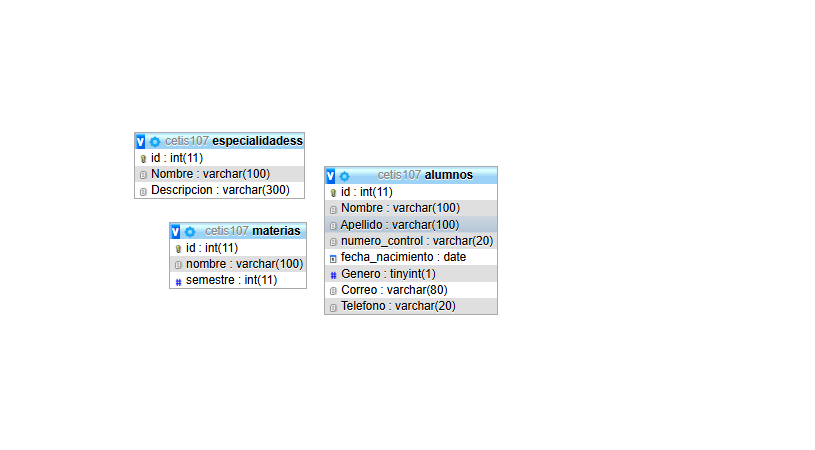 V cetis107 especialidadess
id : int(11)
Nombre : varchar(100)
Descripcion : varchar(300)
V cetis107 materias
id : int(11)
nombre : varchar(100)
# semestre : int(11)
V cetis107 alumnos
id : int(11)
Nombre : varchar(100)
Apellido : varchar(100)
numero_control : varchar(20)
fecha_nacimiento : date
# Genero : tinyint(1)
Correo : varchar(80)
Telefono : varchar(20)